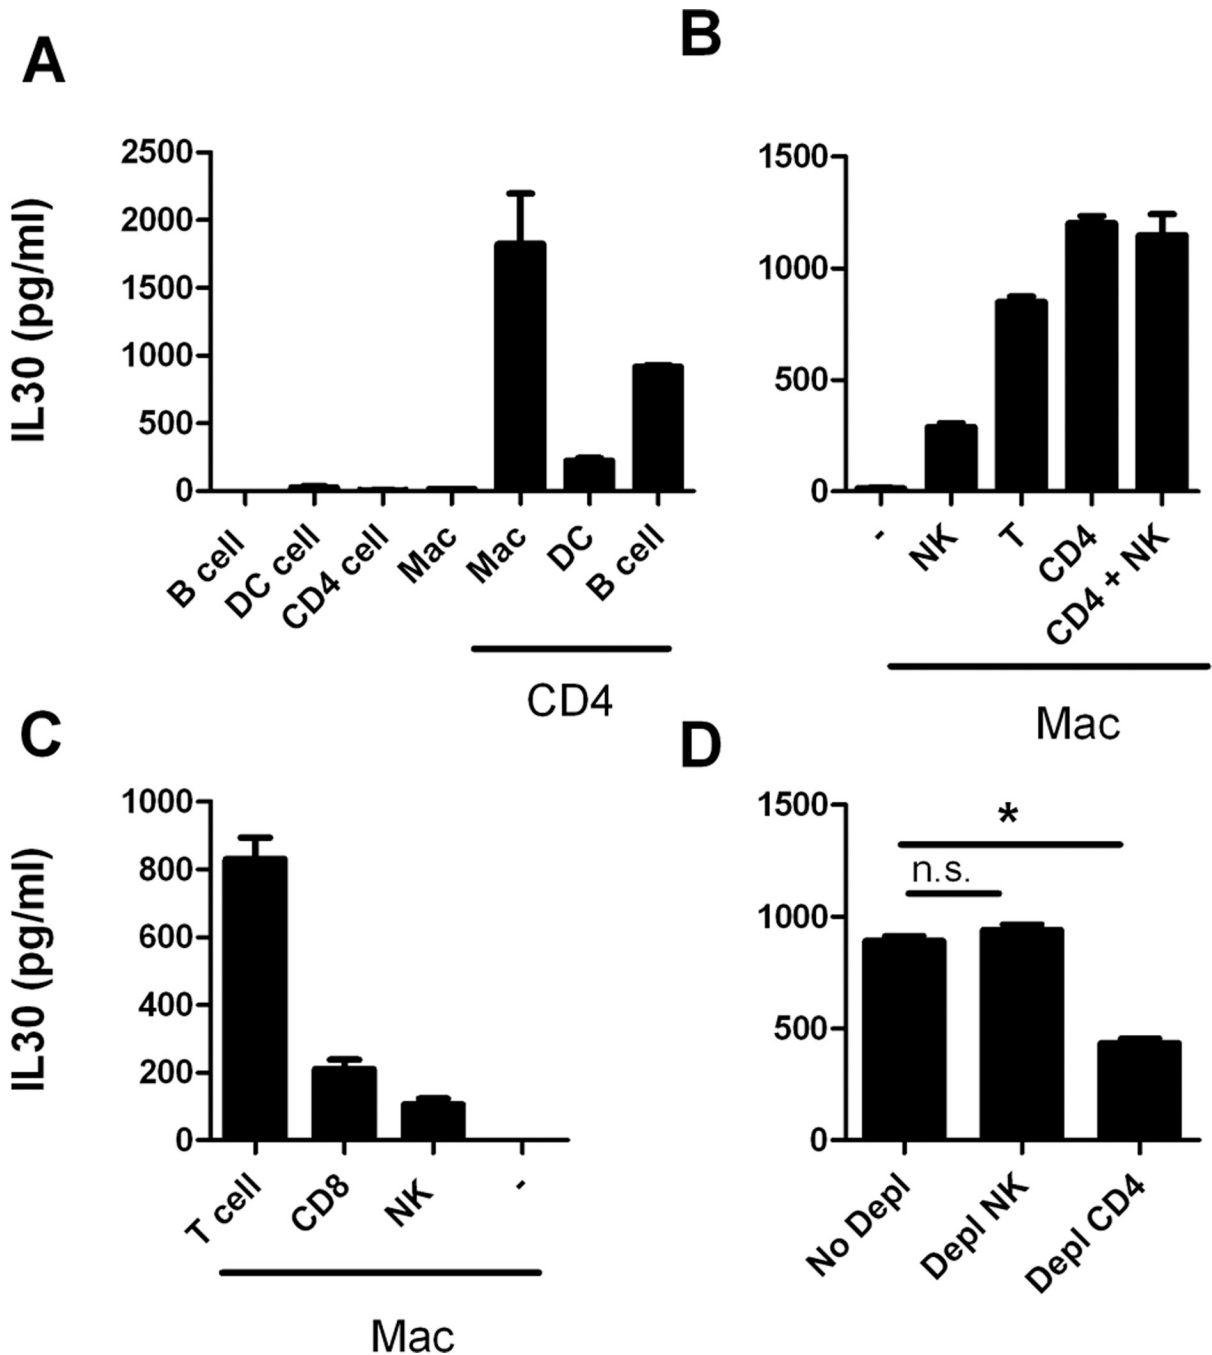 A
IL30 (pg/ml)
2500
2000
1500
1000
500
0
B cell
DC cell
CD4 cell
Mac
Mac
DC
B cell
CD4
B
1500
1000
500
0
-
NK
T
CD4
CD4 + NK
Mac
C
IL30 (pg/ml)
1000
800
600
400
200
0
T cell
CD8
NK
-
Mac
D
1500
1000
500
0
*
n.s.
No Depl
Depl NK
Depl CD4